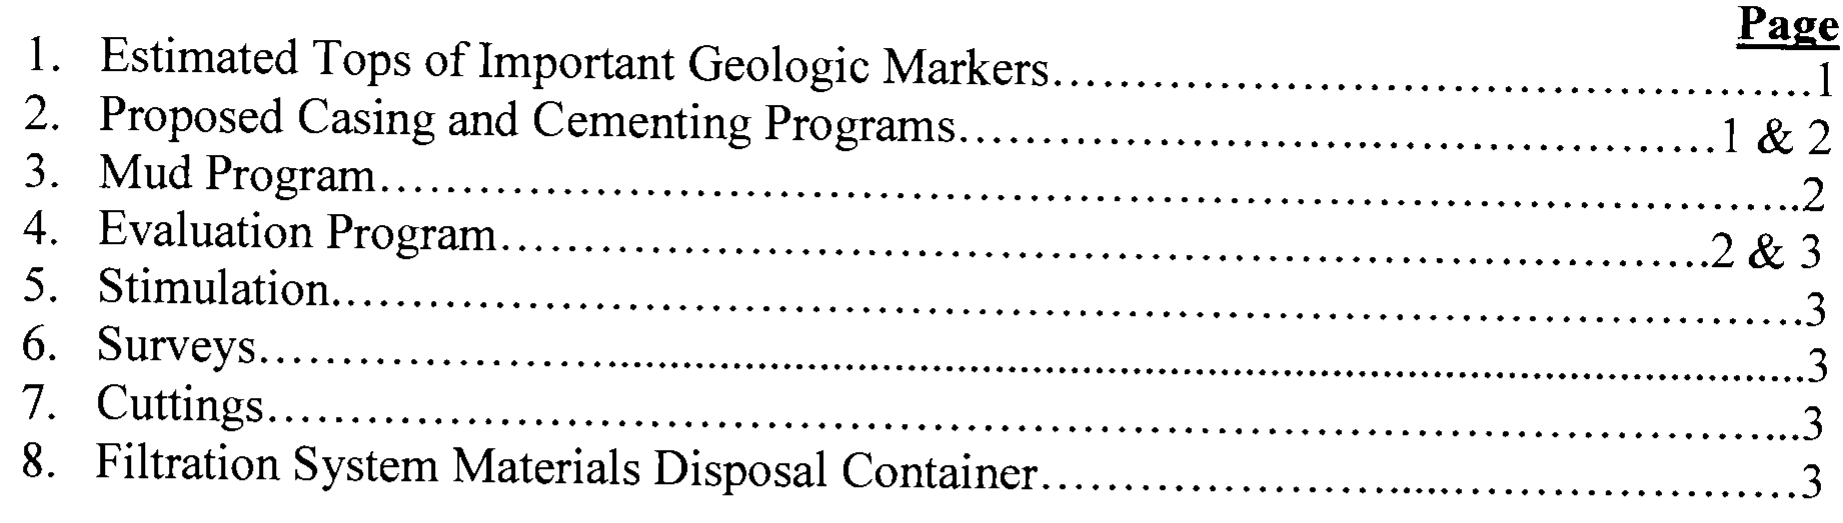 Page
1. Estimated Tops of Important Geologic Markers.....................................................1
2. Proposed Casing and Cementing Programs.....................................................1 & 2
3. Mud Program.....................................................2
4. Evaluation Program.....................................................2 & 3
5. Stimulation.....................................................3
6. Surveys.....................................................3
7. Cuttings.....................................................3
8. Filtration System Materials Disposal Container.....................................................3